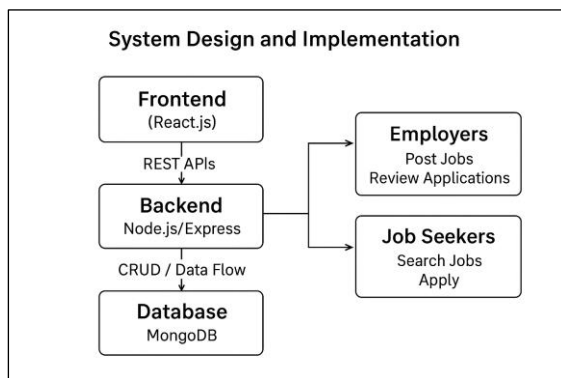 System Design and Implementation
Frontend
(React.js)
REST APIs
Backend
Node.js/Express
CRUD / Data Flow
Database
MongoDB
Employers
Post Jobs
Review Applications
Job Seekers
Search Jobs
Apply